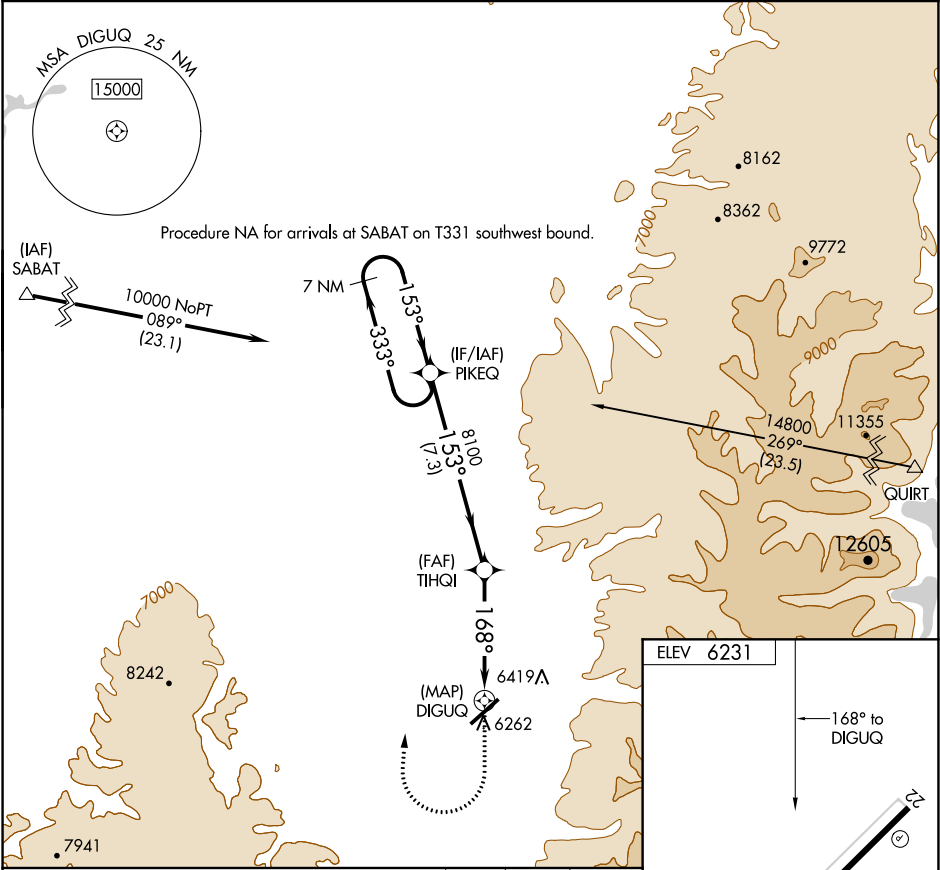 MSA DIGUQ 25 NM
15000
Procedure NA for arrivals at SABAT on T331 southwest bound.
(IAF)
SABAT
10000 NoPT
089°
(23.1)
7 NM
153°
333°
(IF/IAF)
PIKEQ
8100
153°
(7.3)
(FAF)
TIHQI
168°
(MAP)
DIGUQ
6419
6262
8162
8362
7000
9772
9000
14800
269°
(23.5)
11355
QUIRT
12605
7000
8242
7941
ELEV 6231
168° to
DIGUQ
22
P